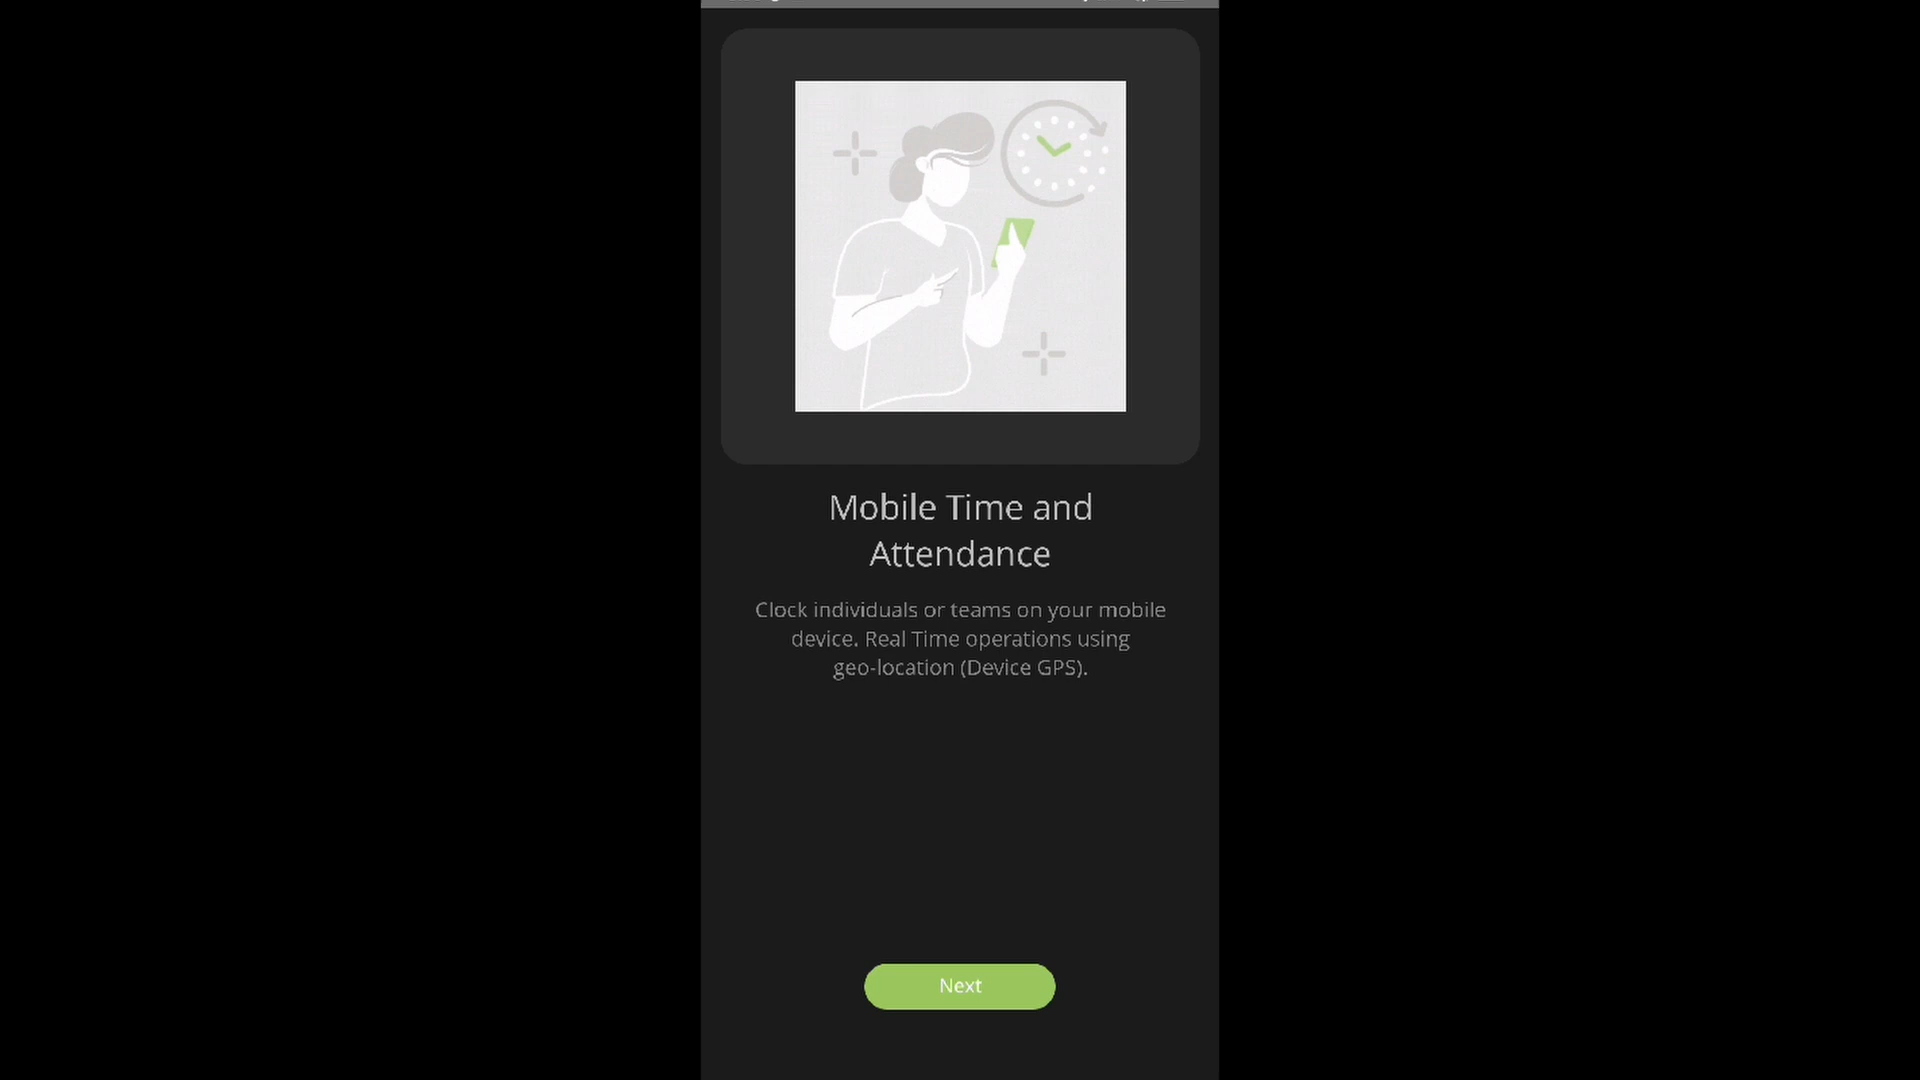 Mobile Time and
Attendance
Clock individuals or teams on your mobile
device. Real Time operations using
geo-location (Device GPS).
Next